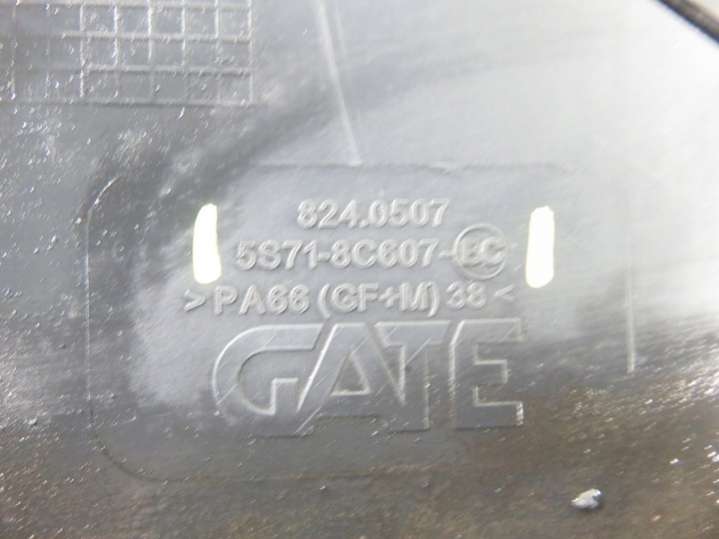 824.0507
5S71-8C607-BC
>PA66 (GF+M) 38<
GATE